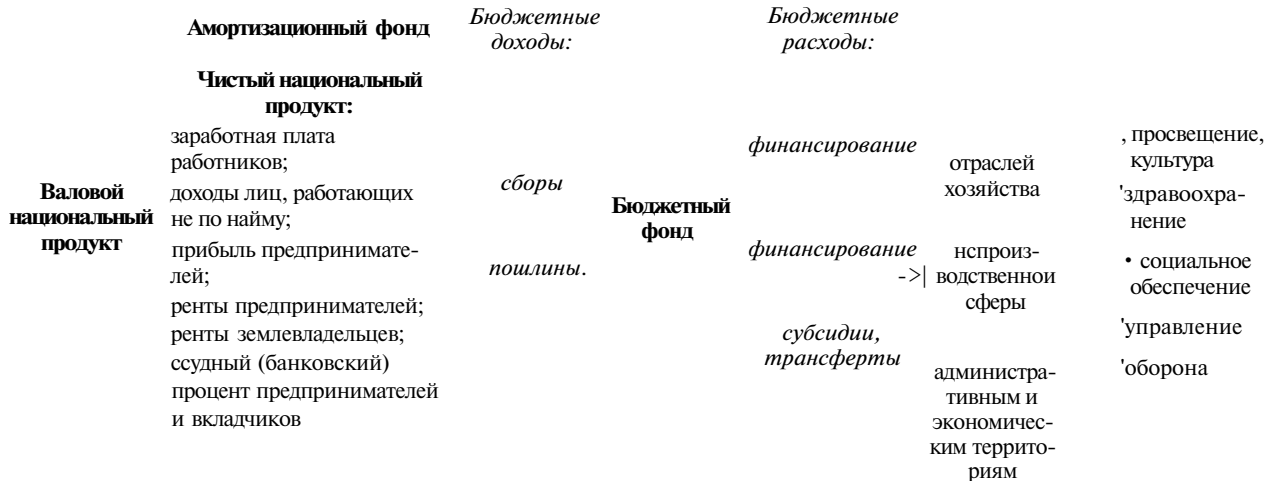 Амортизационный фонд
Бюджетные
доходы:
Бюджетные
расходы:
Чистый национальный
продукт:
Валовой
национальный
продукт
заработная плата
работников;
доходы лиц, работающих
не по найму;
прибыль предпринимате-
лей;
ренты предпринимателей;
ренты землевладельцев;
ссудный (банковский)
процент предпринимателей
и вкладчиков
сборы
пошлины.
Бюджетный
фонд
финансирование
финансирование
субсидии,
трансферты
отраслей
хозяйства
нспроиз-
->| водственнои
сферы
администра-
тивным и
экономичес-
ким террито-
риям
, просвещение,
культура
'здравоохра-
нение
• социальное
обеспечение
'управление
'оборона